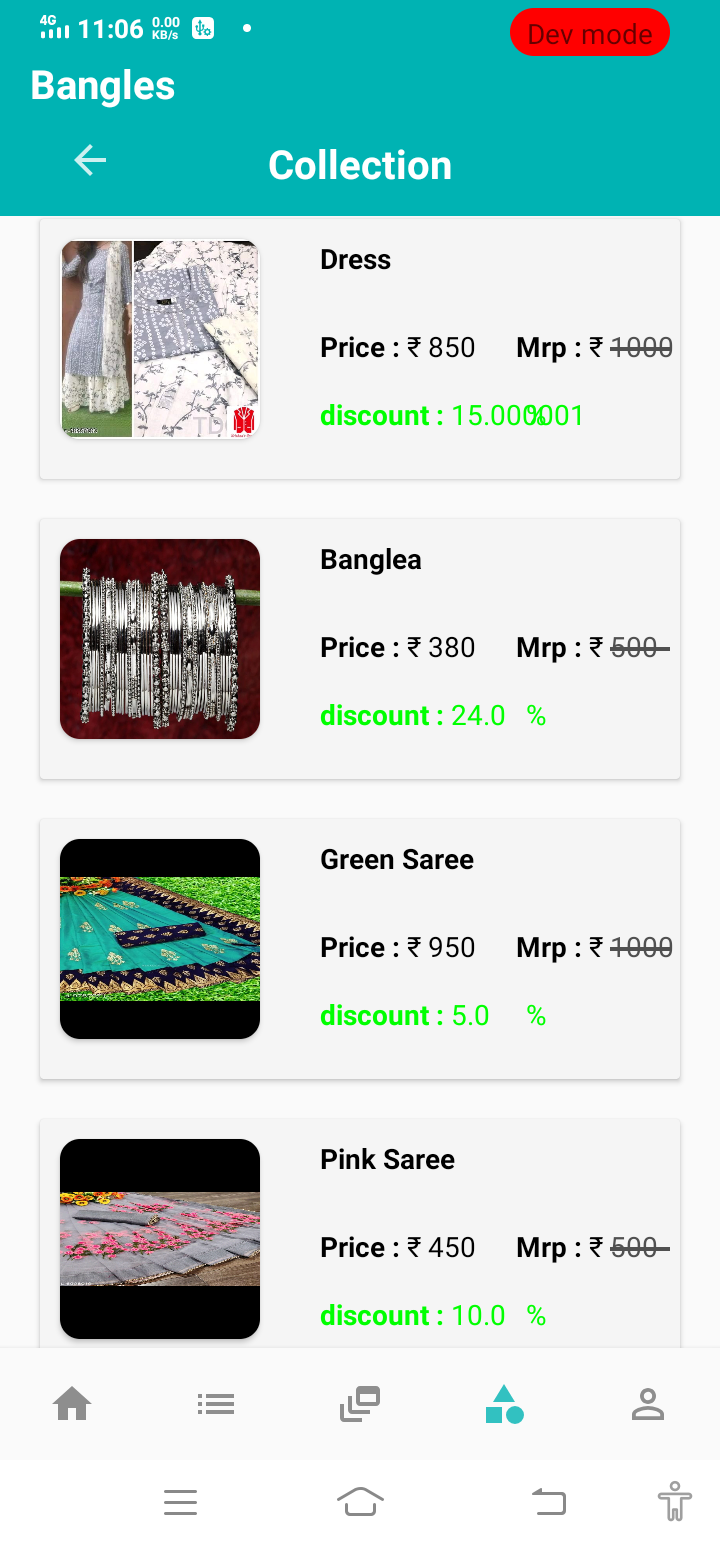 4G 11:06 0.00 KB/s Dev mode
Bangles
Collection
Dress
Price : ₹ 850 Mrp : ₹ 1000
discount : 15.000001 %
Banglea
Price : ₹ 380 Mrp : ₹ 500
discount : 24.0 %
Green Saree
Price : ₹ 950 Mrp : ₹ 1000
discount : 5.0 %
Pink Saree
Price : ₹ 450 Mrp : ₹ 500
discount : 10.0 %